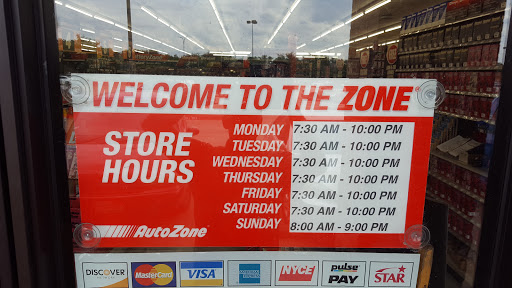 WELCOME TO THE ZONE
STORE HOURS
MONDAY 7:30 AM - 10:00 PM
TUESDAY 7:30 AM - 10:00 PM
WEDNESDAY 7:30 AM - 10:00 PM
THURSDAY 7:30 AM - 10:00 PM
FRIDAY 7:30 AM - 10:00 PM
SATURDAY 7:30 AM - 10:00 PM
SUNDAY 8:00 AM - 9:00 PM
AutoZone
DISCOVER MasterCard VISA AMERICAN EXPRESS NYCE pulse PAY STAR